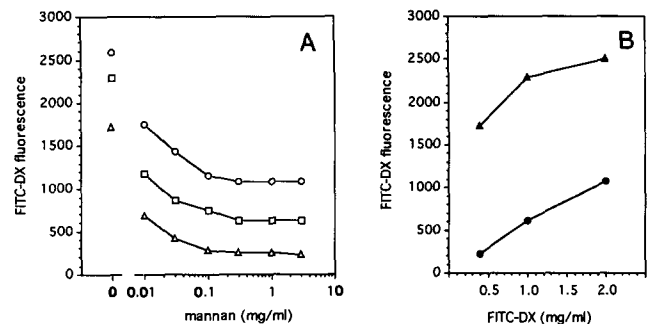 A
FITC-DX fluorescence
3000
2500
2000
1500
1000
500
0
0 0.01 0.1 1 10
mannan (mg/ml)
B
FITC-DX fluorescence
3000
2500
2000
1500
1000
500
0
0.5 1.0 1.5 2.0
FITC-DX (mg/ml)